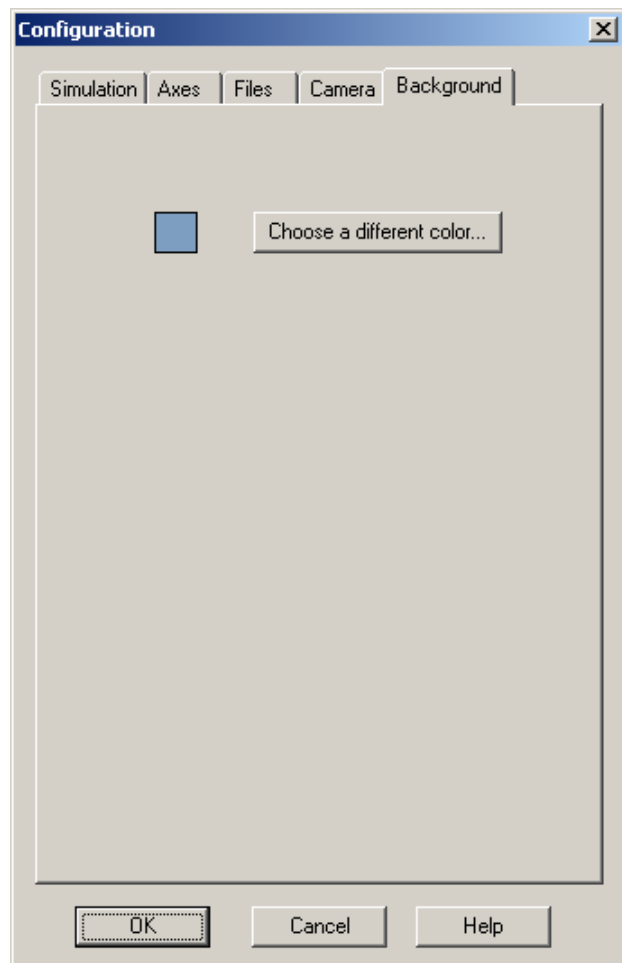 Configuration
Simulation Axes Files Camera Background
Choose a different color...
OK Cancel Help